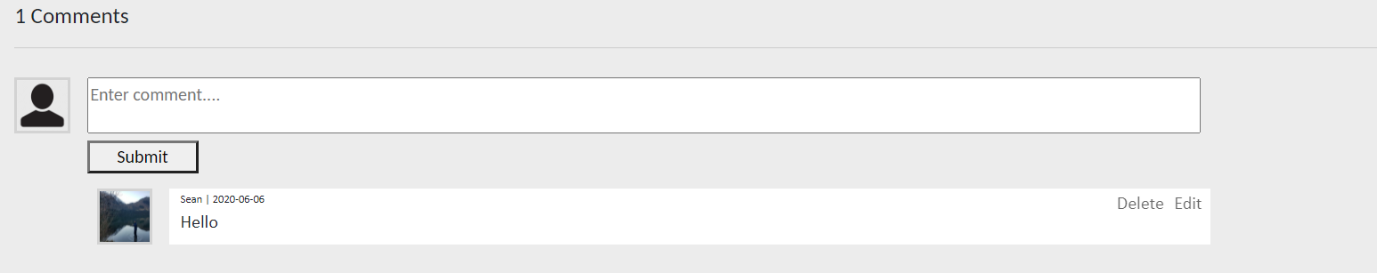 1 Comments
Enter comment....
Submit
Sean | 2020-06-06
Delete Edit
Hello